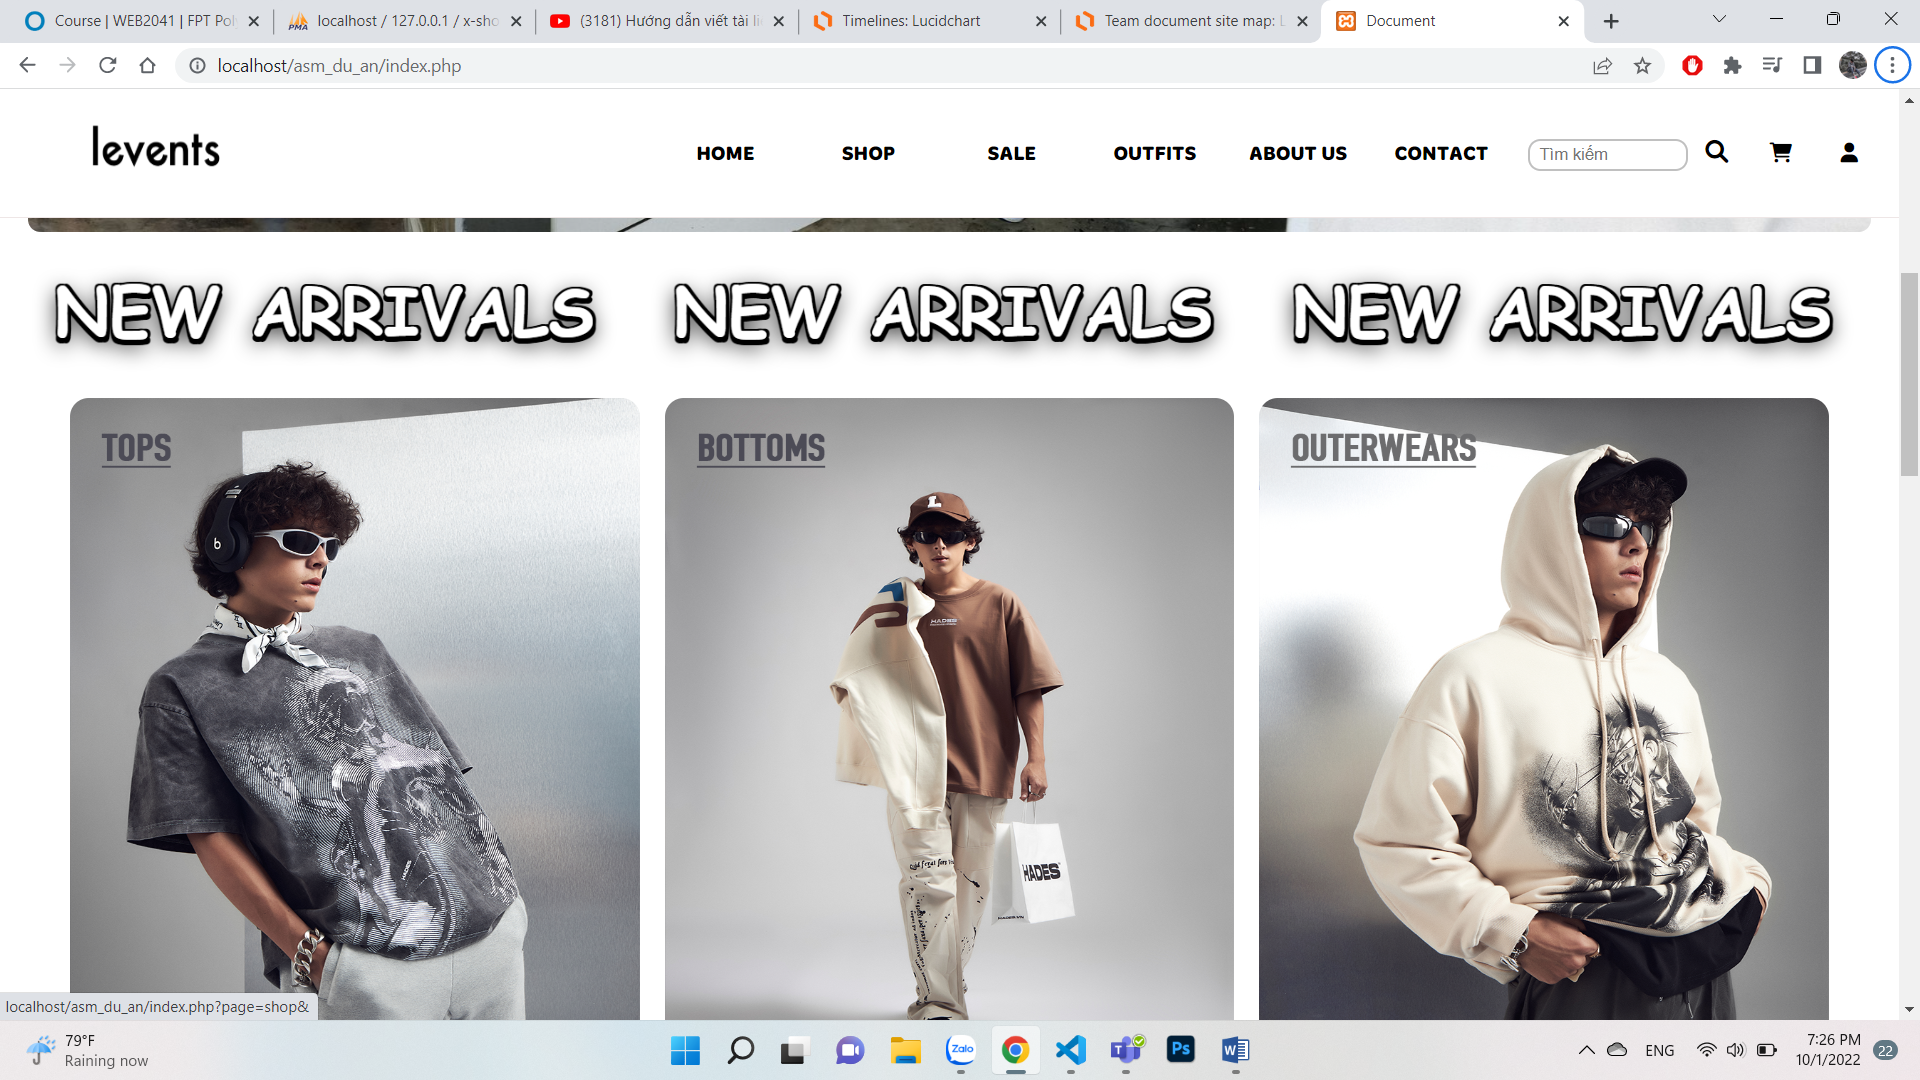 Course | WEB2041 | FPT Pol
localhost / 127.0.0.1 / x-sho
(3181) Hướng dẫn viết tài li
Timelines: Lucidchart
Team document site map: L
Document
localhost/asm_du_an/index.php
levents
HOME
SHOP
SALE
OUTFITS
ABOUT US
CONTACT
Tìm kiếm
NEW ARRIVALS
NEW ARRIVALS
NEW ARRIVALS
TOPS
BOTTOMS
OUTERWEARS
L
b
HADES
HADES
localhost/asm_du_an/index.php?page=shop&
79°F
Raining now
PMA
Zalo
Ps
ENG
7:26 PM
10/1/2022
22